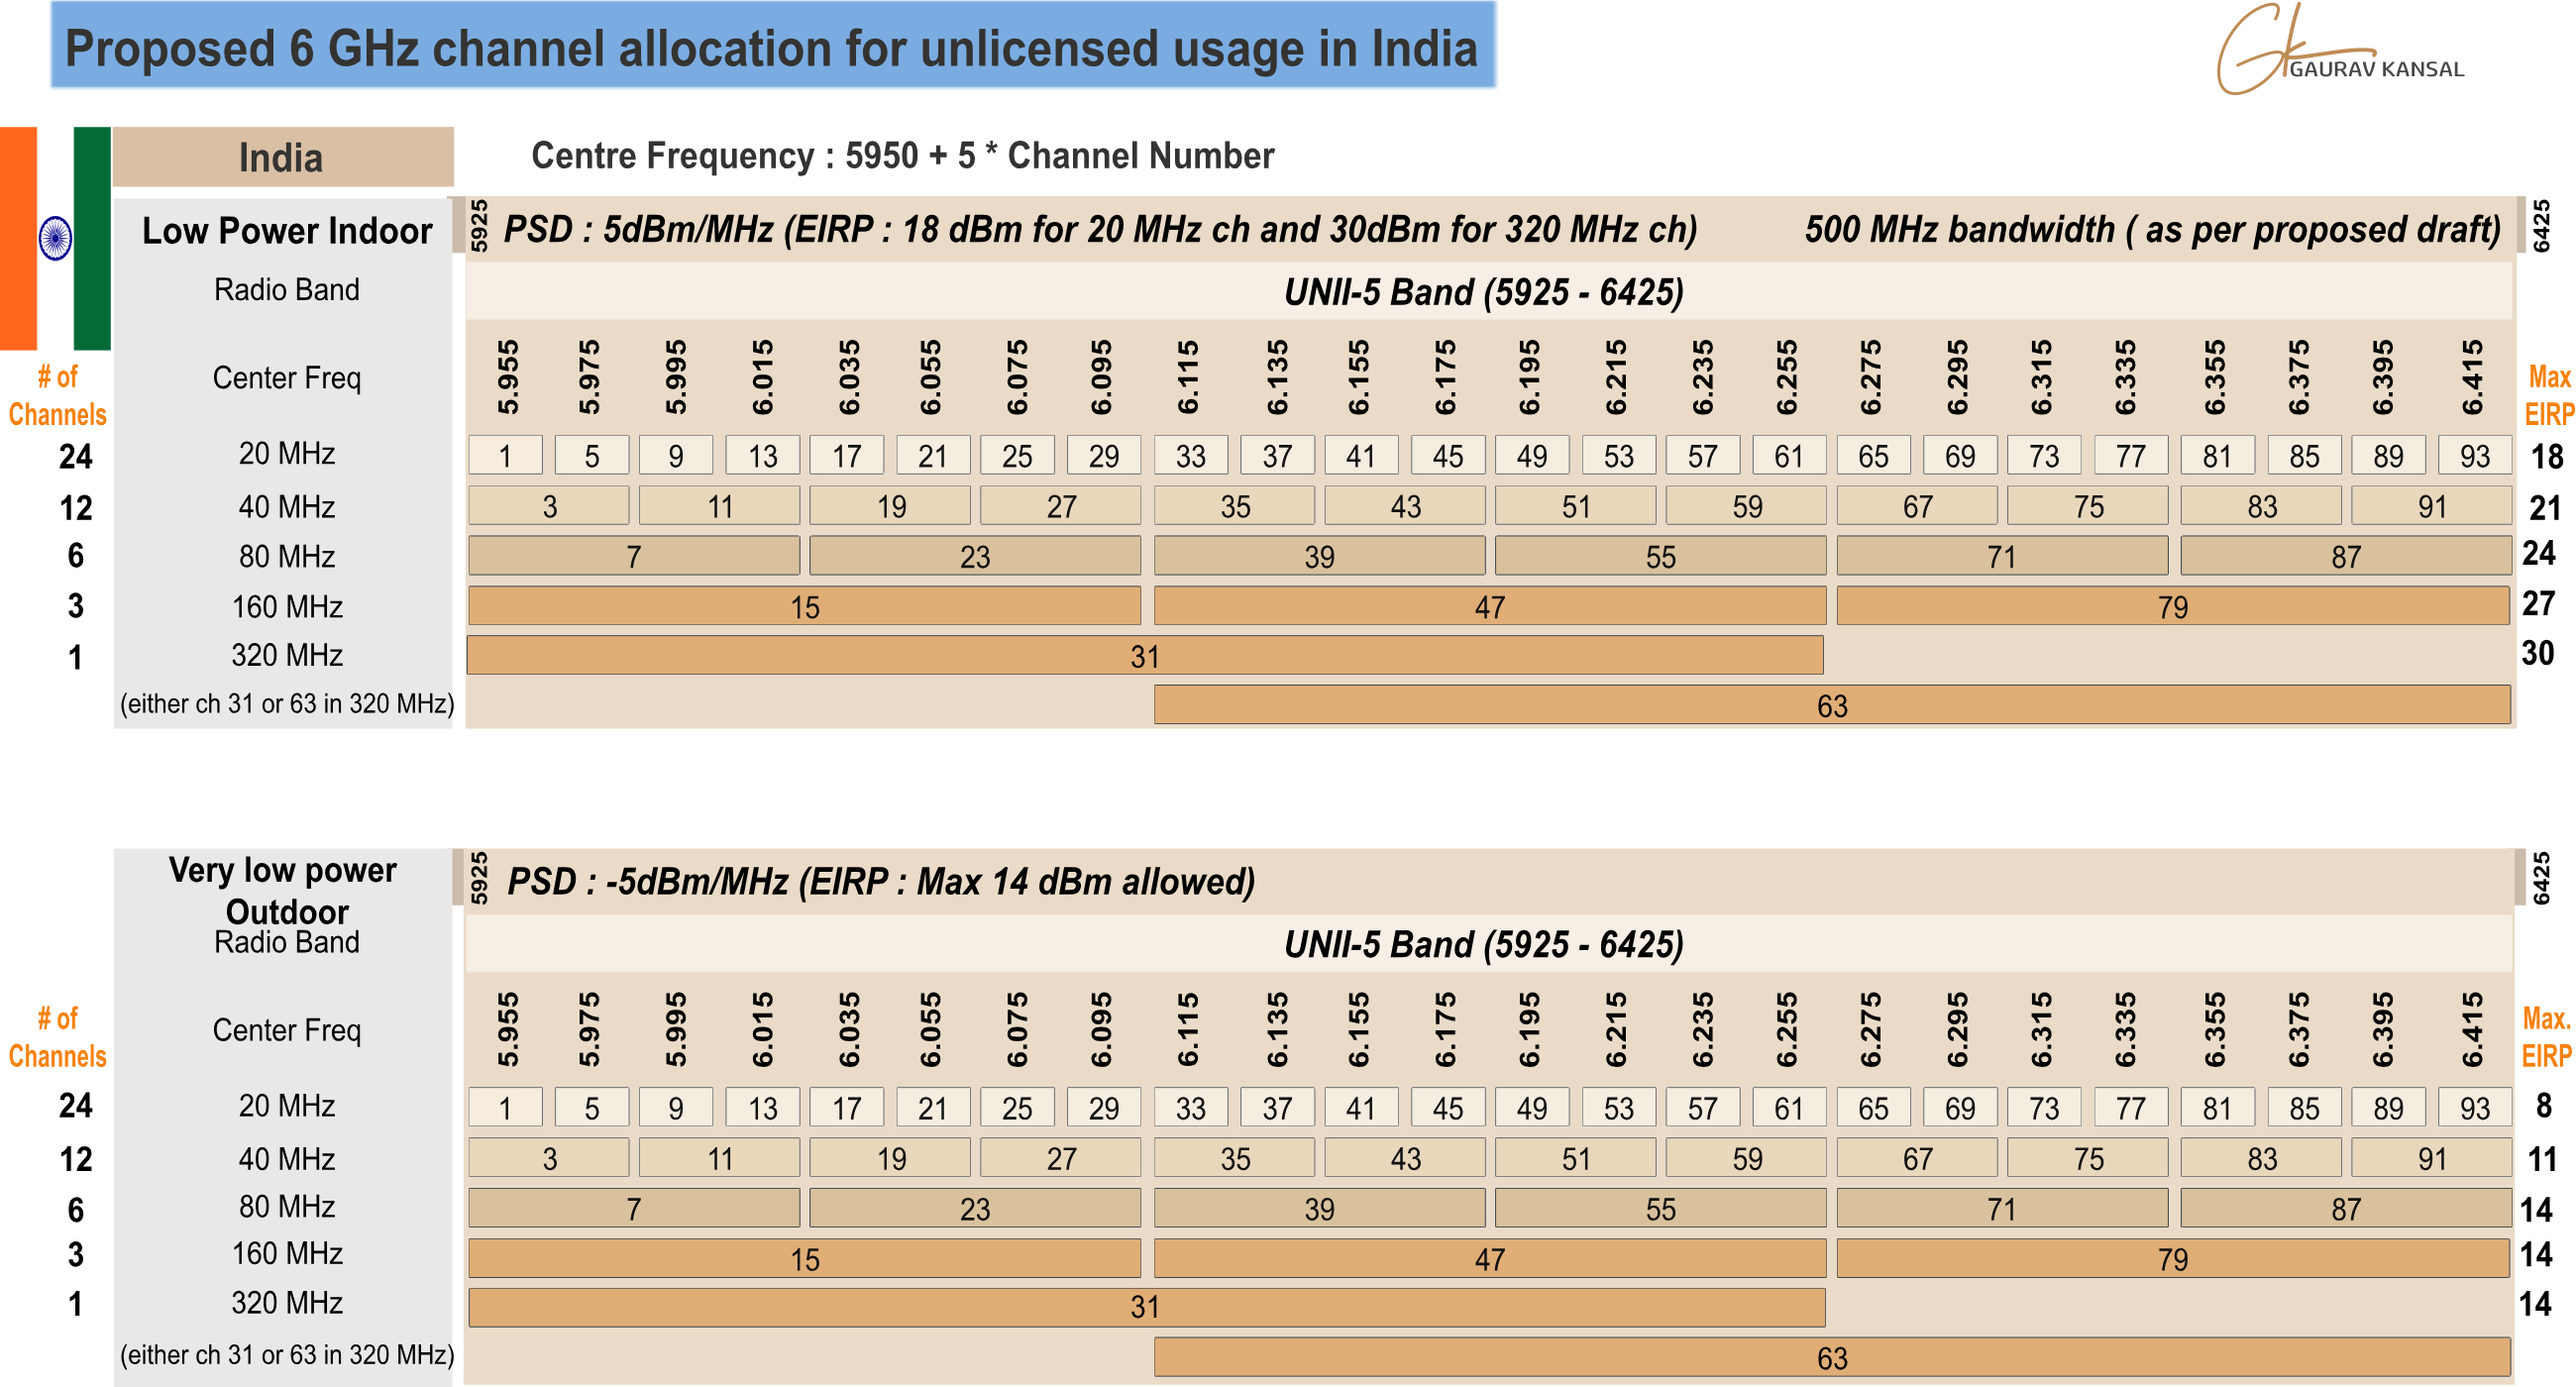 Proposed 6 GHz channel allocation for unlicensed usage in India
GAURAV KANSAL
India
Centre Frequency : 5950 + 5 * Channel Number
Low Power Indoor
5925
PSD : 5dBm/MHz (EIRP : 18 dBm for 20 MHz ch and 30dBm for 320 MHz ch)
500 MHz bandwidth ( as per proposed draft)
6425
Radio Band
UNII-5 Band (5925 - 6425)
# of
Channels
Center Freq
5.955 5.975 5.995 6.015 6.035 6.055 6.075 6.095 6.115 6.135 6.155 6.175 6.195 6.215 6.235 6.255 6.275 6.295 6.315 6.335 6.355 6.375 6.395 6.415
Max
EIRP
24 20 MHz 1 5 9 13 17 21 25 29 33 37 41 45 49 53 57 61 65 69 73 77 81 85 89 93 18
12 40 MHz 3 11 19 27 35 43 51 59 67 75 83 91 21
6 80 MHz 7 23 39 55 71 87 24
3 160 MHz 15 47 79 27
1 320 MHz 31 30
(either ch 31 or 63 in 320 MHz) 63
Very low power
Outdoor
5925
PSD : -5dBm/MHz (EIRP : Max 14 dBm allowed)
6425
Radio Band
UNII-5 Band (5925 - 6425)
# of
Channels
Center Freq
5.955 5.975 5.995 6.015 6.035 6.055 6.075 6.095 6.115 6.135 6.155 6.175 6.195 6.215 6.235 6.255 6.275 6.295 6.315 6.335 6.355 6.375 6.395 6.415
Max.
EIRP
24 20 MHz 1 5 9 13 17 21 25 29 33 37 41 45 49 53 57 61 65 69 73 77 81 85 89 93 8
12 40 MHz 3 11 19 27 35 43 51 59 67 75 83 91 11
6 80 MHz 7 23 39 55 71 87 14
3 160 MHz 15 47 79 14
1 320 MHz 31 14
(either ch 31 or 63 in 320 MHz) 63